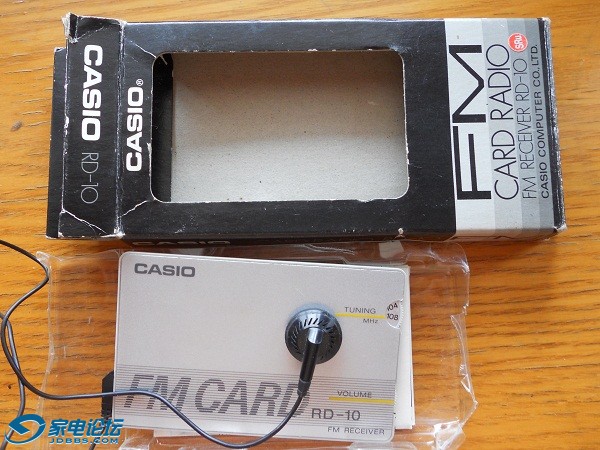 CASIO RD-10
CASIO®
FM
CARD RADIO
FM RECEIVER RD-10
SRU
CASIO COMPUTER CO.,LTD.
CASIO
TUNING
MHz
104
108
FM CARD
VOLUME
RD-10
FM RECEIVER
家电论坛
JDBBS.COM